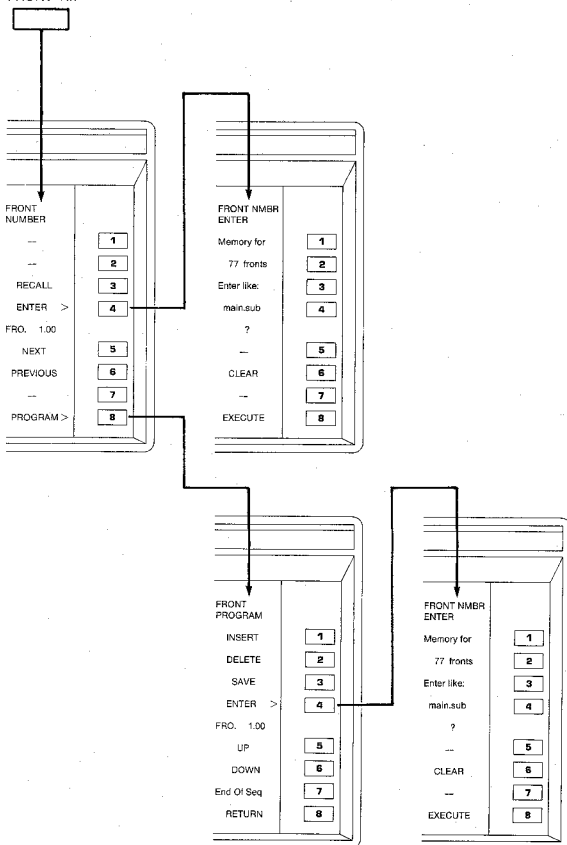 FRONT
NUMBER
— 1
— 2
RECALL 3
ENTER > 4
FRO. 1.00
NEXT 5
PREVIOUS 6
— 7
PROGRAM > 8
FRONT NMBR
ENTER
Memory for 1
77 fronts 2
Enter like: 3
main.sub 4
?
— 5
CLEAR 6
— 7
EXECUTE 8
FRONT
PROGRAM
INSERT 1
DELETE 2
SAVE 3
ENTER > 4
FRO. 1.00
UP 5
DOWN 6
End Of Seq 7
RETURN 8
FRONT NMBR
ENTER
Memory for 1
77 fronts 2
Enter like: 3
main.sub 4
?
— 5
CLEAR 6
— 7
EXECUTE 8